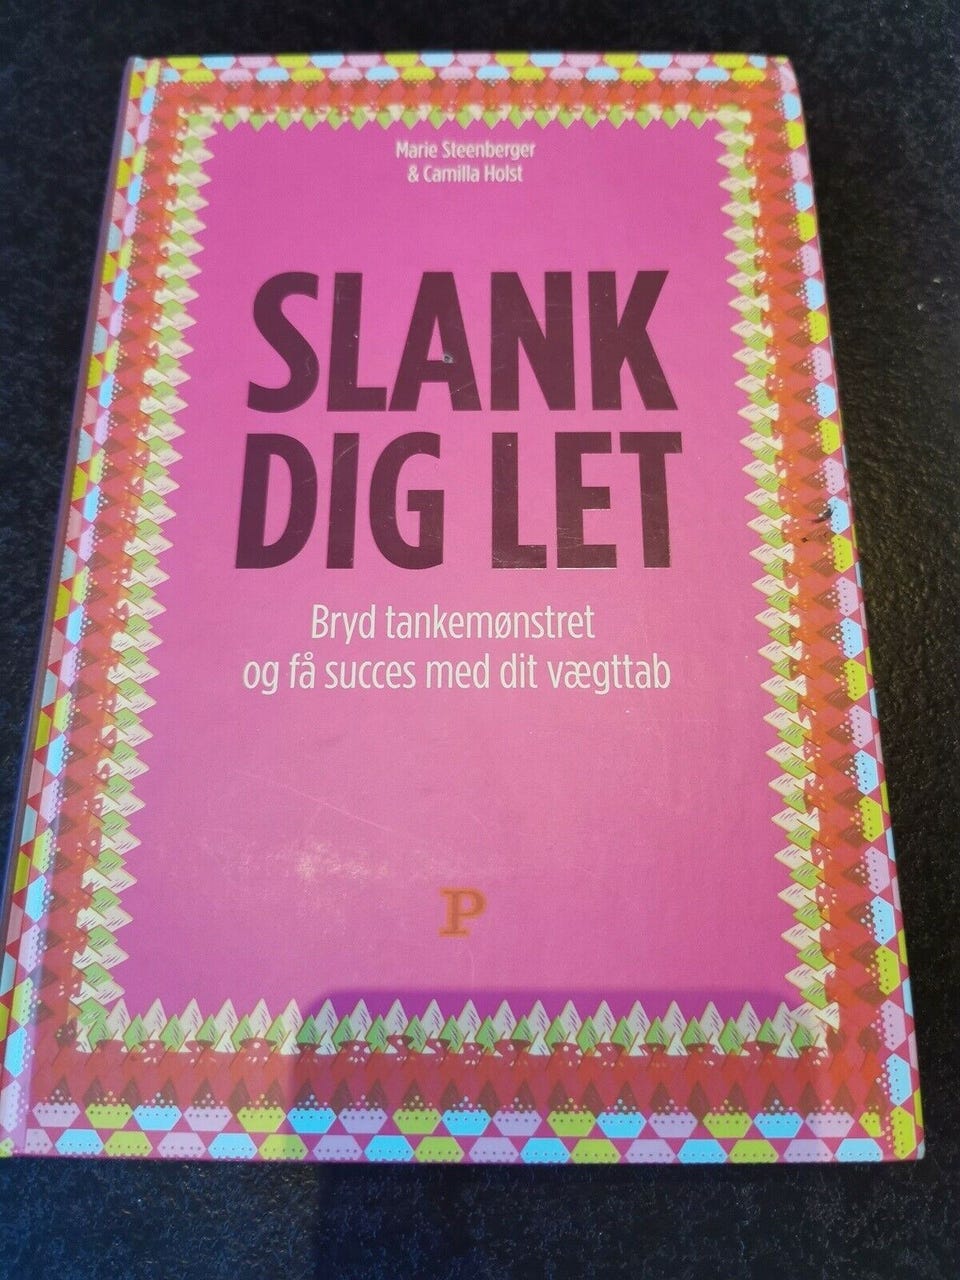 Marie Steenberger
& Camilla Holst
SLANK
DIG LET
Bryd tankemønstret
og få succes med dit vægttab
P